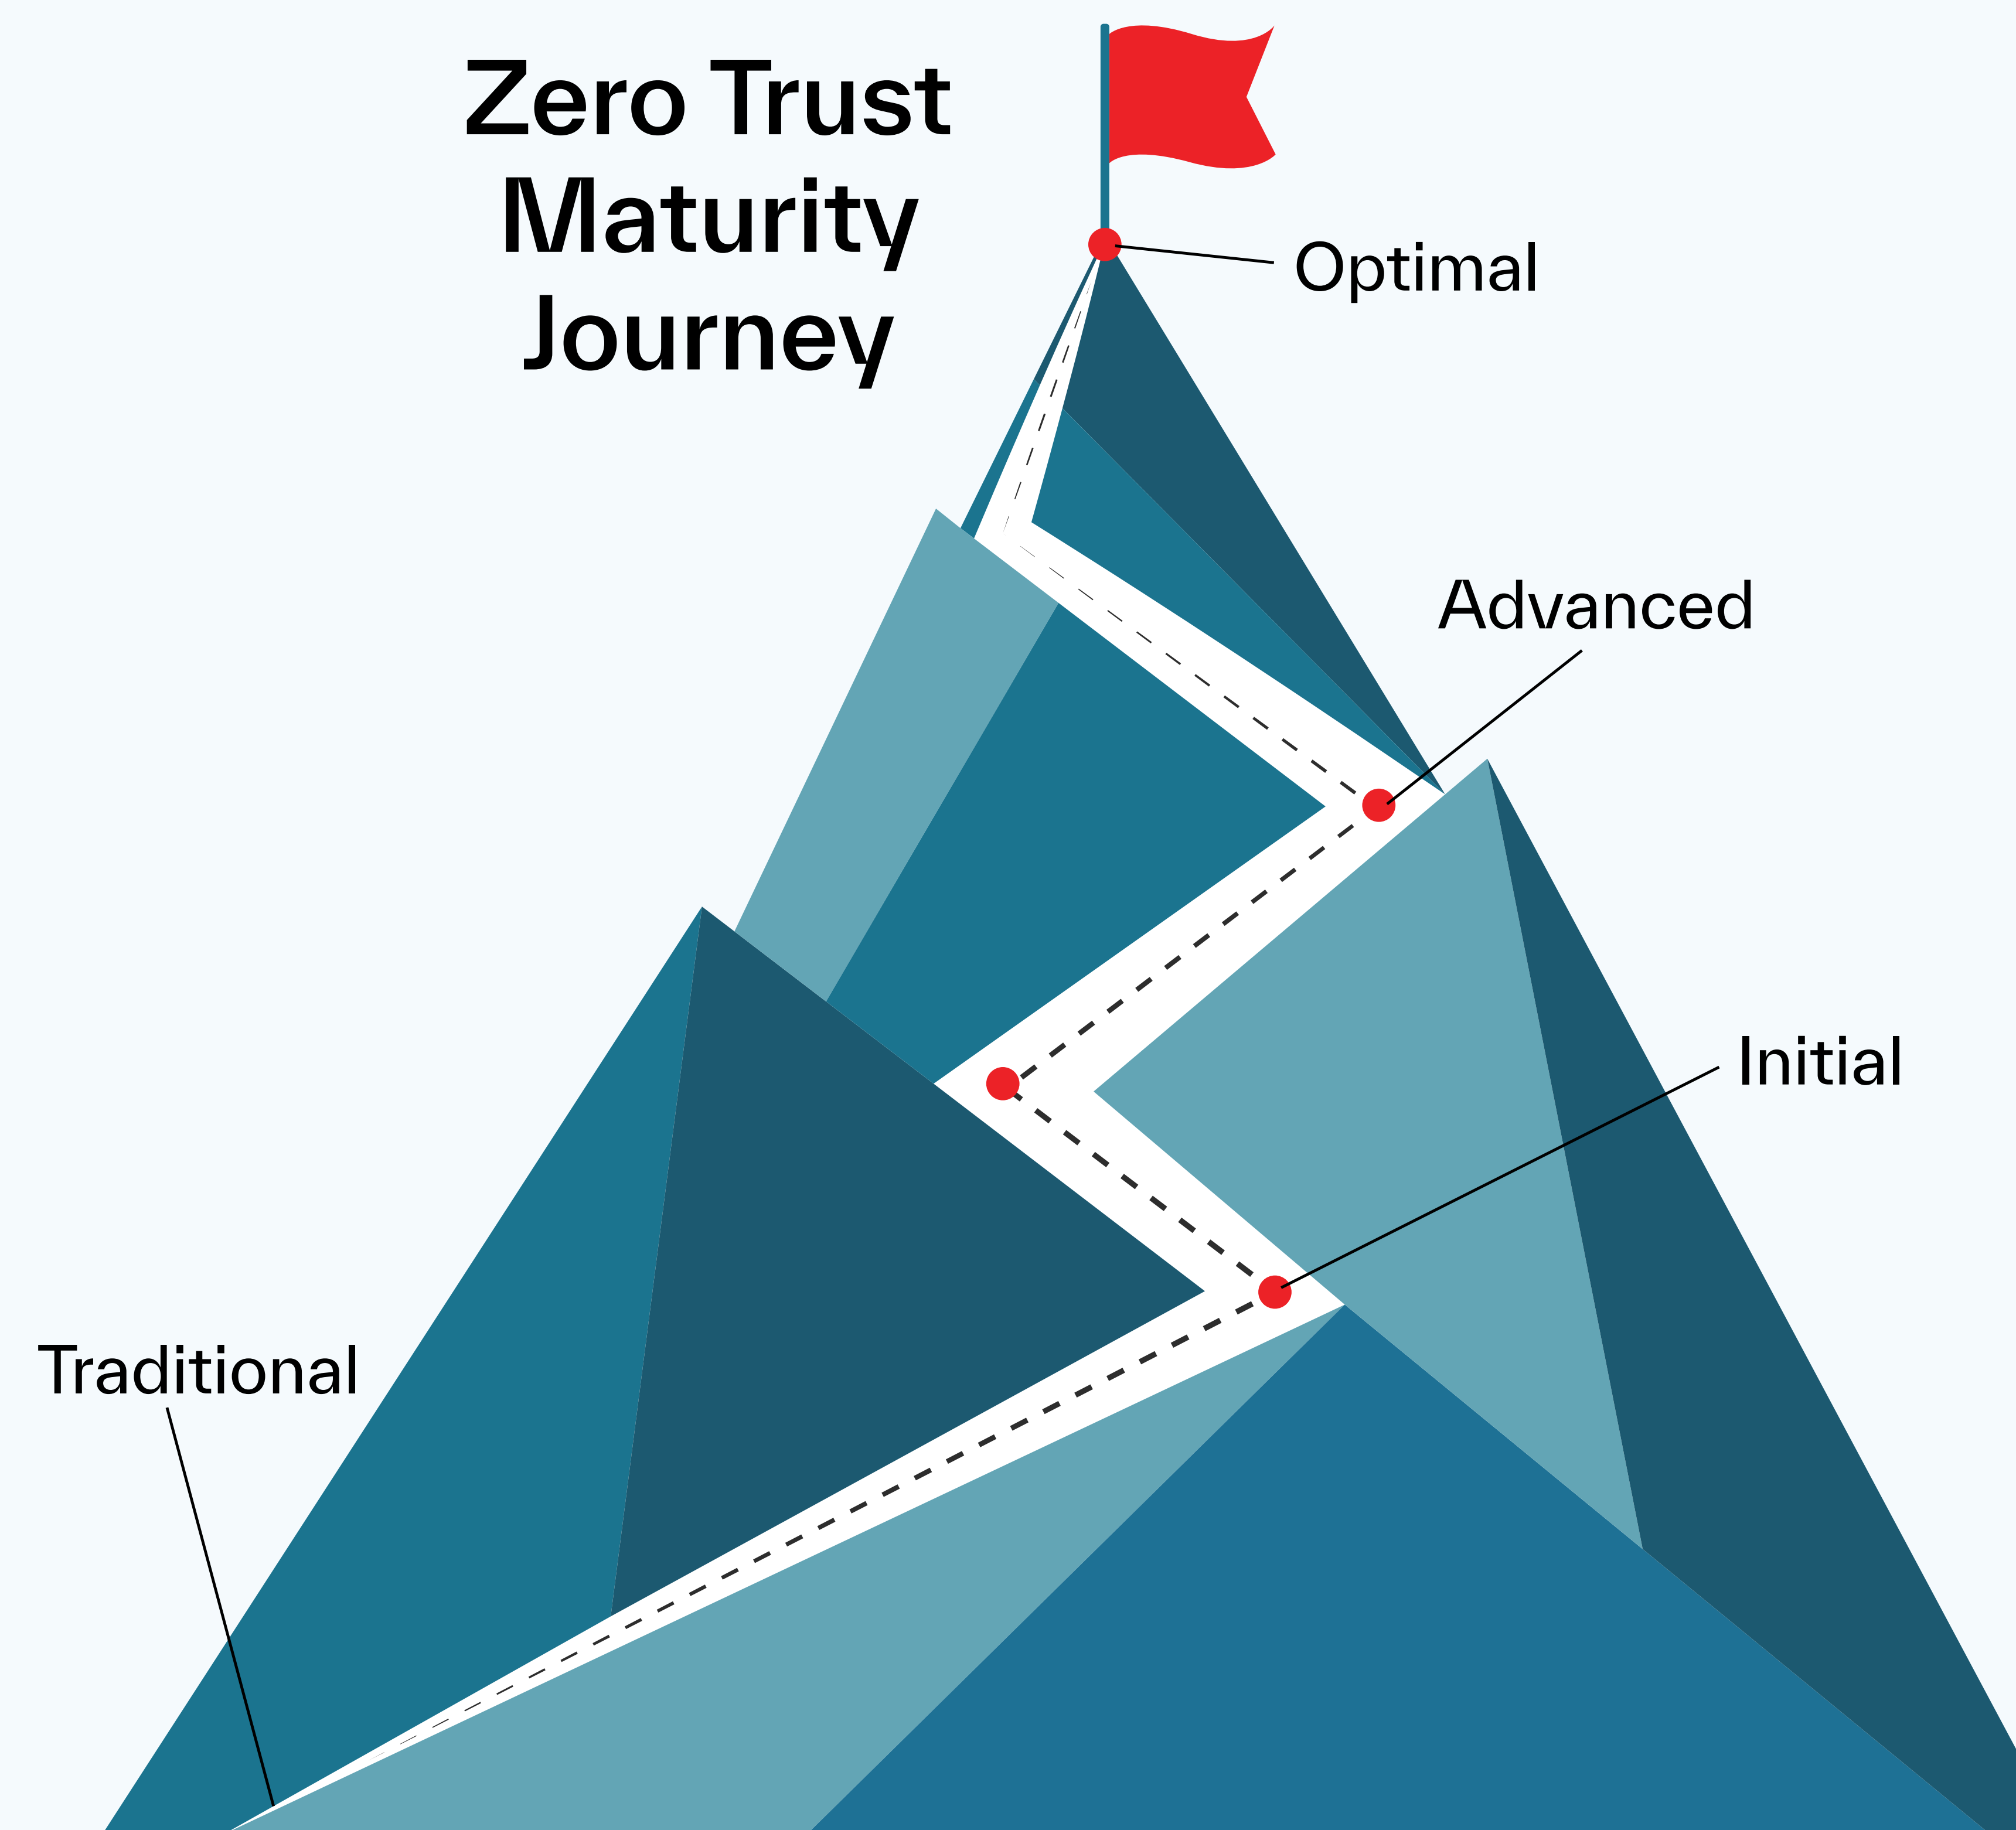 Zero Trust
Maturity
Journey
Optimal
Advanced
Initial
Traditional